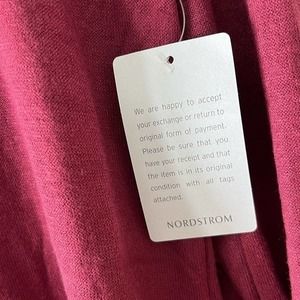 We are happy to accept
your exchange or return to
original form of payment.
Please be sure that you
have your receipt and that
the item is in its original
condition with all tags
attached.
NORDSTROM